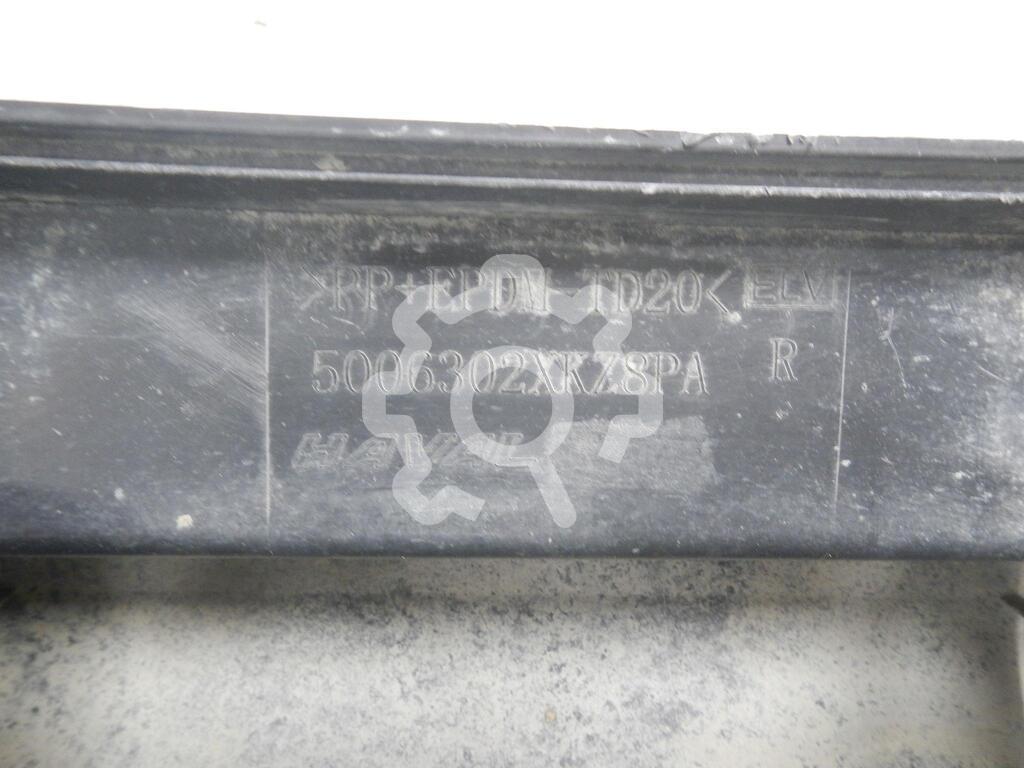 >PP+EPDM-TD20< ELV
5006302XKZ8PA R
HAVAL